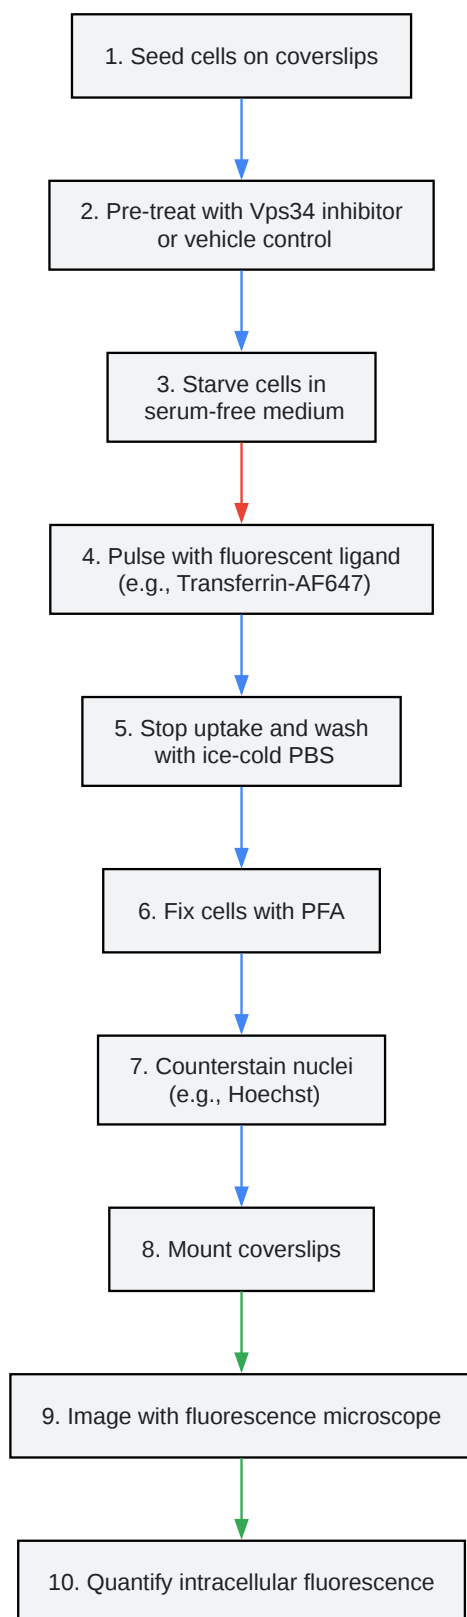 1. Seed cells on coverslips
2. Pre-treat with Vps34 inhibitor
or vehicle control
3. Starve cells in
serum-free medium
4. Pulse with fluorescent ligand
(e.g., Transferrin-AF647)
5. Stop uptake and wash
with ice-cold PBS
6. Fix cells with PFA
7. Counterstain nuclei
(e.g., Hoechst)
8. Mount coverslips
9. Image with fluorescence microscope
10. Quantify intracellular fluorescence